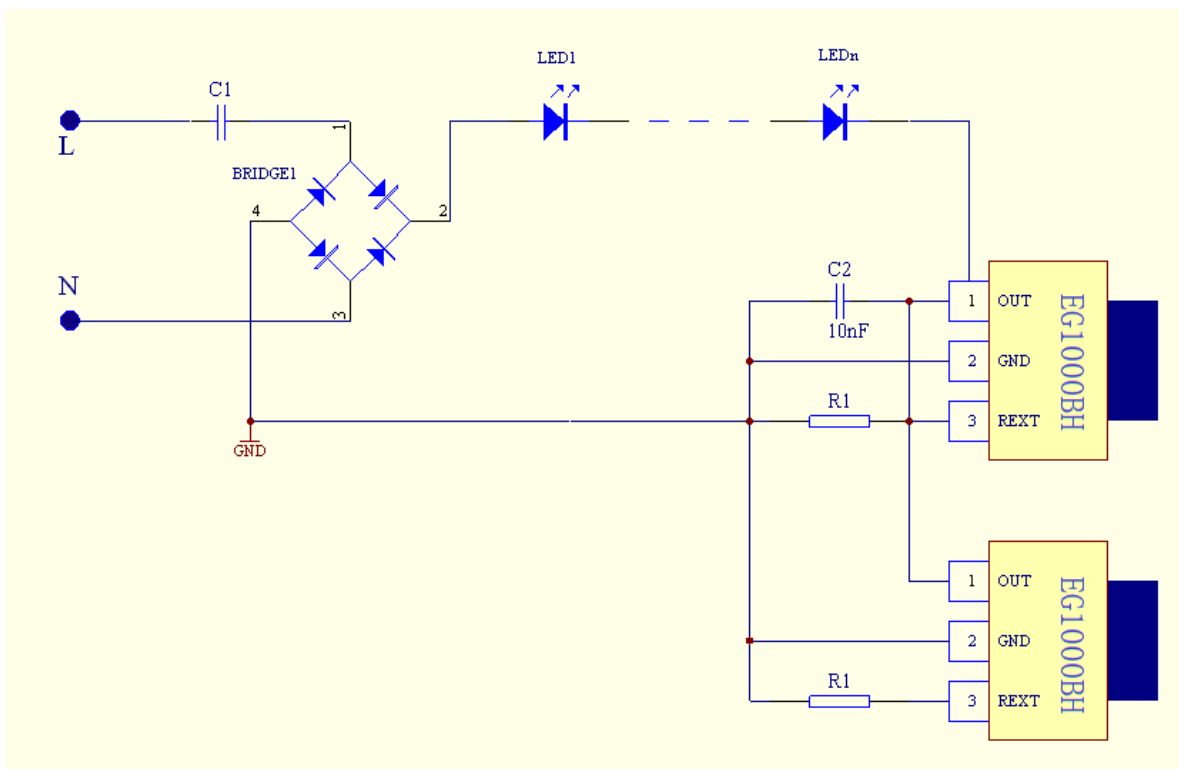 LED1
LEDn
C1
L
1
BRIDGE1
4
2
N
3
GND
C2
10nF
1 OUT
2 GND
3 REXT
EG1000BH
R1
1 OUT
2 GND
3 REXT
EG1000BH
R1